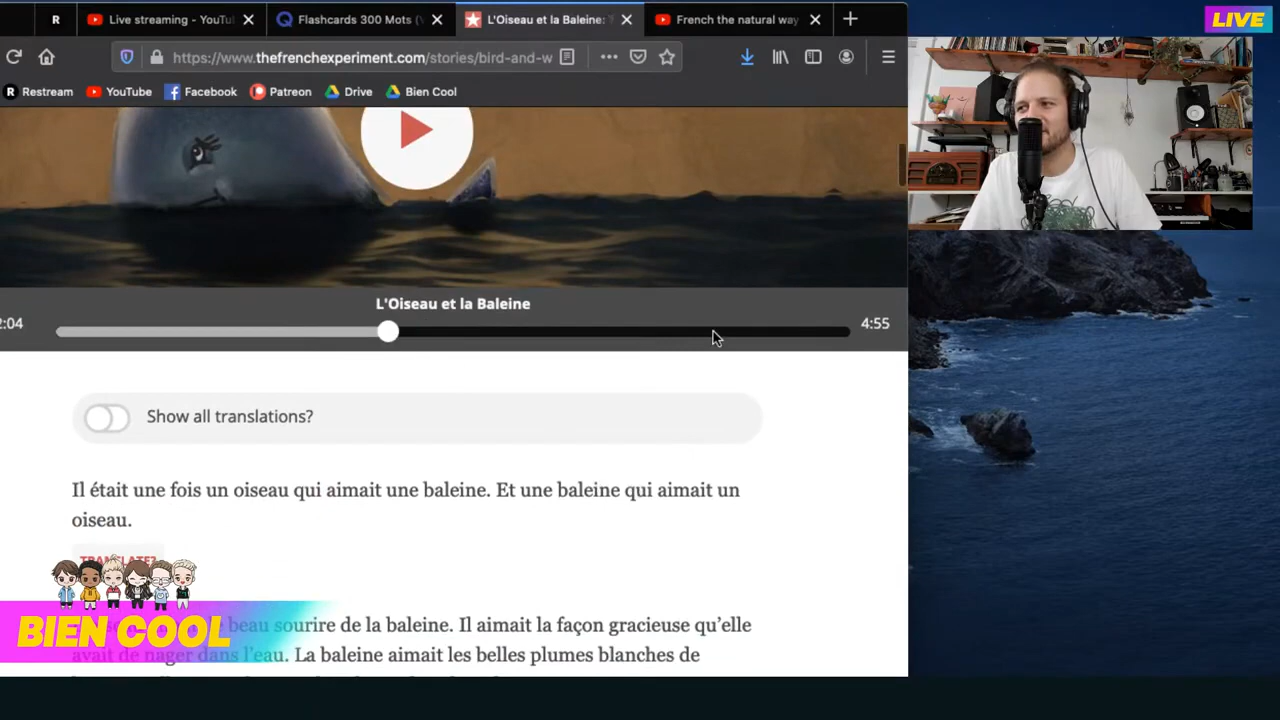 Live streaming - YouTu
Flashcards 300 Mots (
L'Oiseau et la Baleine:
French the natural way
LIVE
https://www.thefrenchexperiment.com/stories/bird-and-w
R Restream
YouTube
Facebook
Patreon
Drive
Bien Cool
L'Oiseau et la Baleine
2:04
4:55
Show all translations?
Il était une fois un oiseau qui aimait une baleine. Et une baleine qui aimait un
oiseau.
TRANSLATE?
BIEN COOL
beau sourire de la baleine. Il aimait la façon gracieuse qu'elle
avait de nager dans l'eau. La baleine aimait les belles plumes blanches de